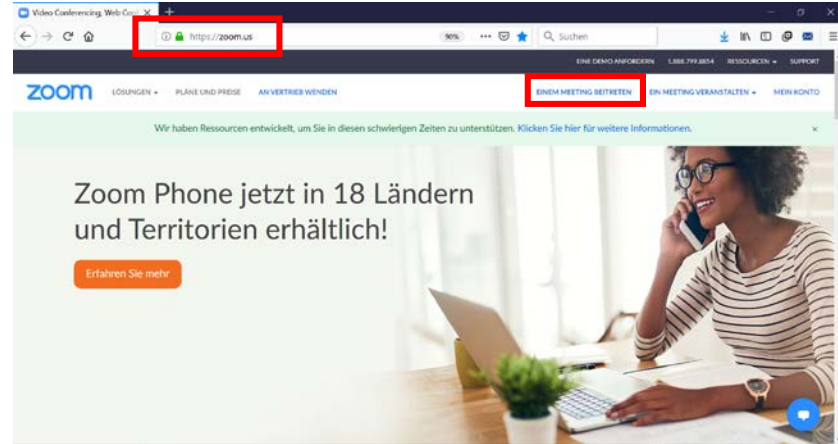 Video Conferencing, Web Conf
https://zoom.us
90%
Suchen
EINE DEMO ANFORDERN 1.888.799.8854 RESSOURCEN SUPPORT
zoom LÖSUNGEN PLÄNE UND PREISE AN VERTRIEB WENDEN EINEM MEETING BEITRETEN EIN MEETING VERANSTALTEN MEIN KONTO
Wir haben Ressourcen entwickelt, um Sie in diesen schwierigen Zeiten zu unterstützen. Klicken Sie hier für weitere Informationen.
Zoom Phone jetzt in 18 Ländern
und Territorien erhältlich!
Erfahren Sie mehr